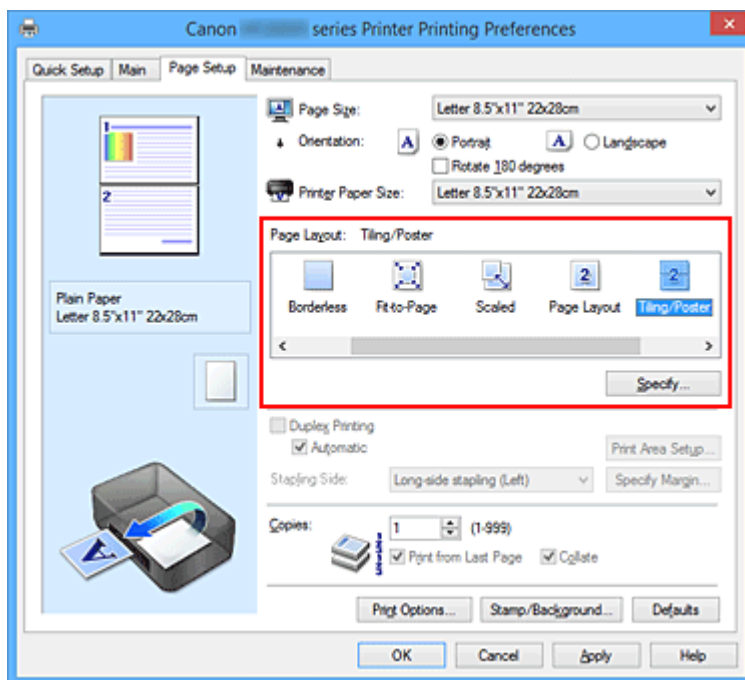 Canon series Printer Printing Preferences
Quick Setup Main Page Setup Maintenance
1
2
Plain Paper
Letter 8.5"x11" 22x28cm
Page Size: Letter 8.5"x11" 22x28cm
Orientation: A Portrait A Landscape
Rotate 180 degrees
Printer Paper Size: Letter 8.5"x11" 22x28cm
Page Layout: Tiling/Poster
2 2
Borderless Fit-to-Page Scaled Page Layout Tiling/Poster
Specify...
Duplex Printing
Automatic Print Area Setup...
Stapling Side: Long-side stapling (Left) Specify Margin...
Copies: 1 (1-999)
Print from Last Page Collate
A
Print Options... Stamp/Background... Defaults
OK Cancel Apply Help